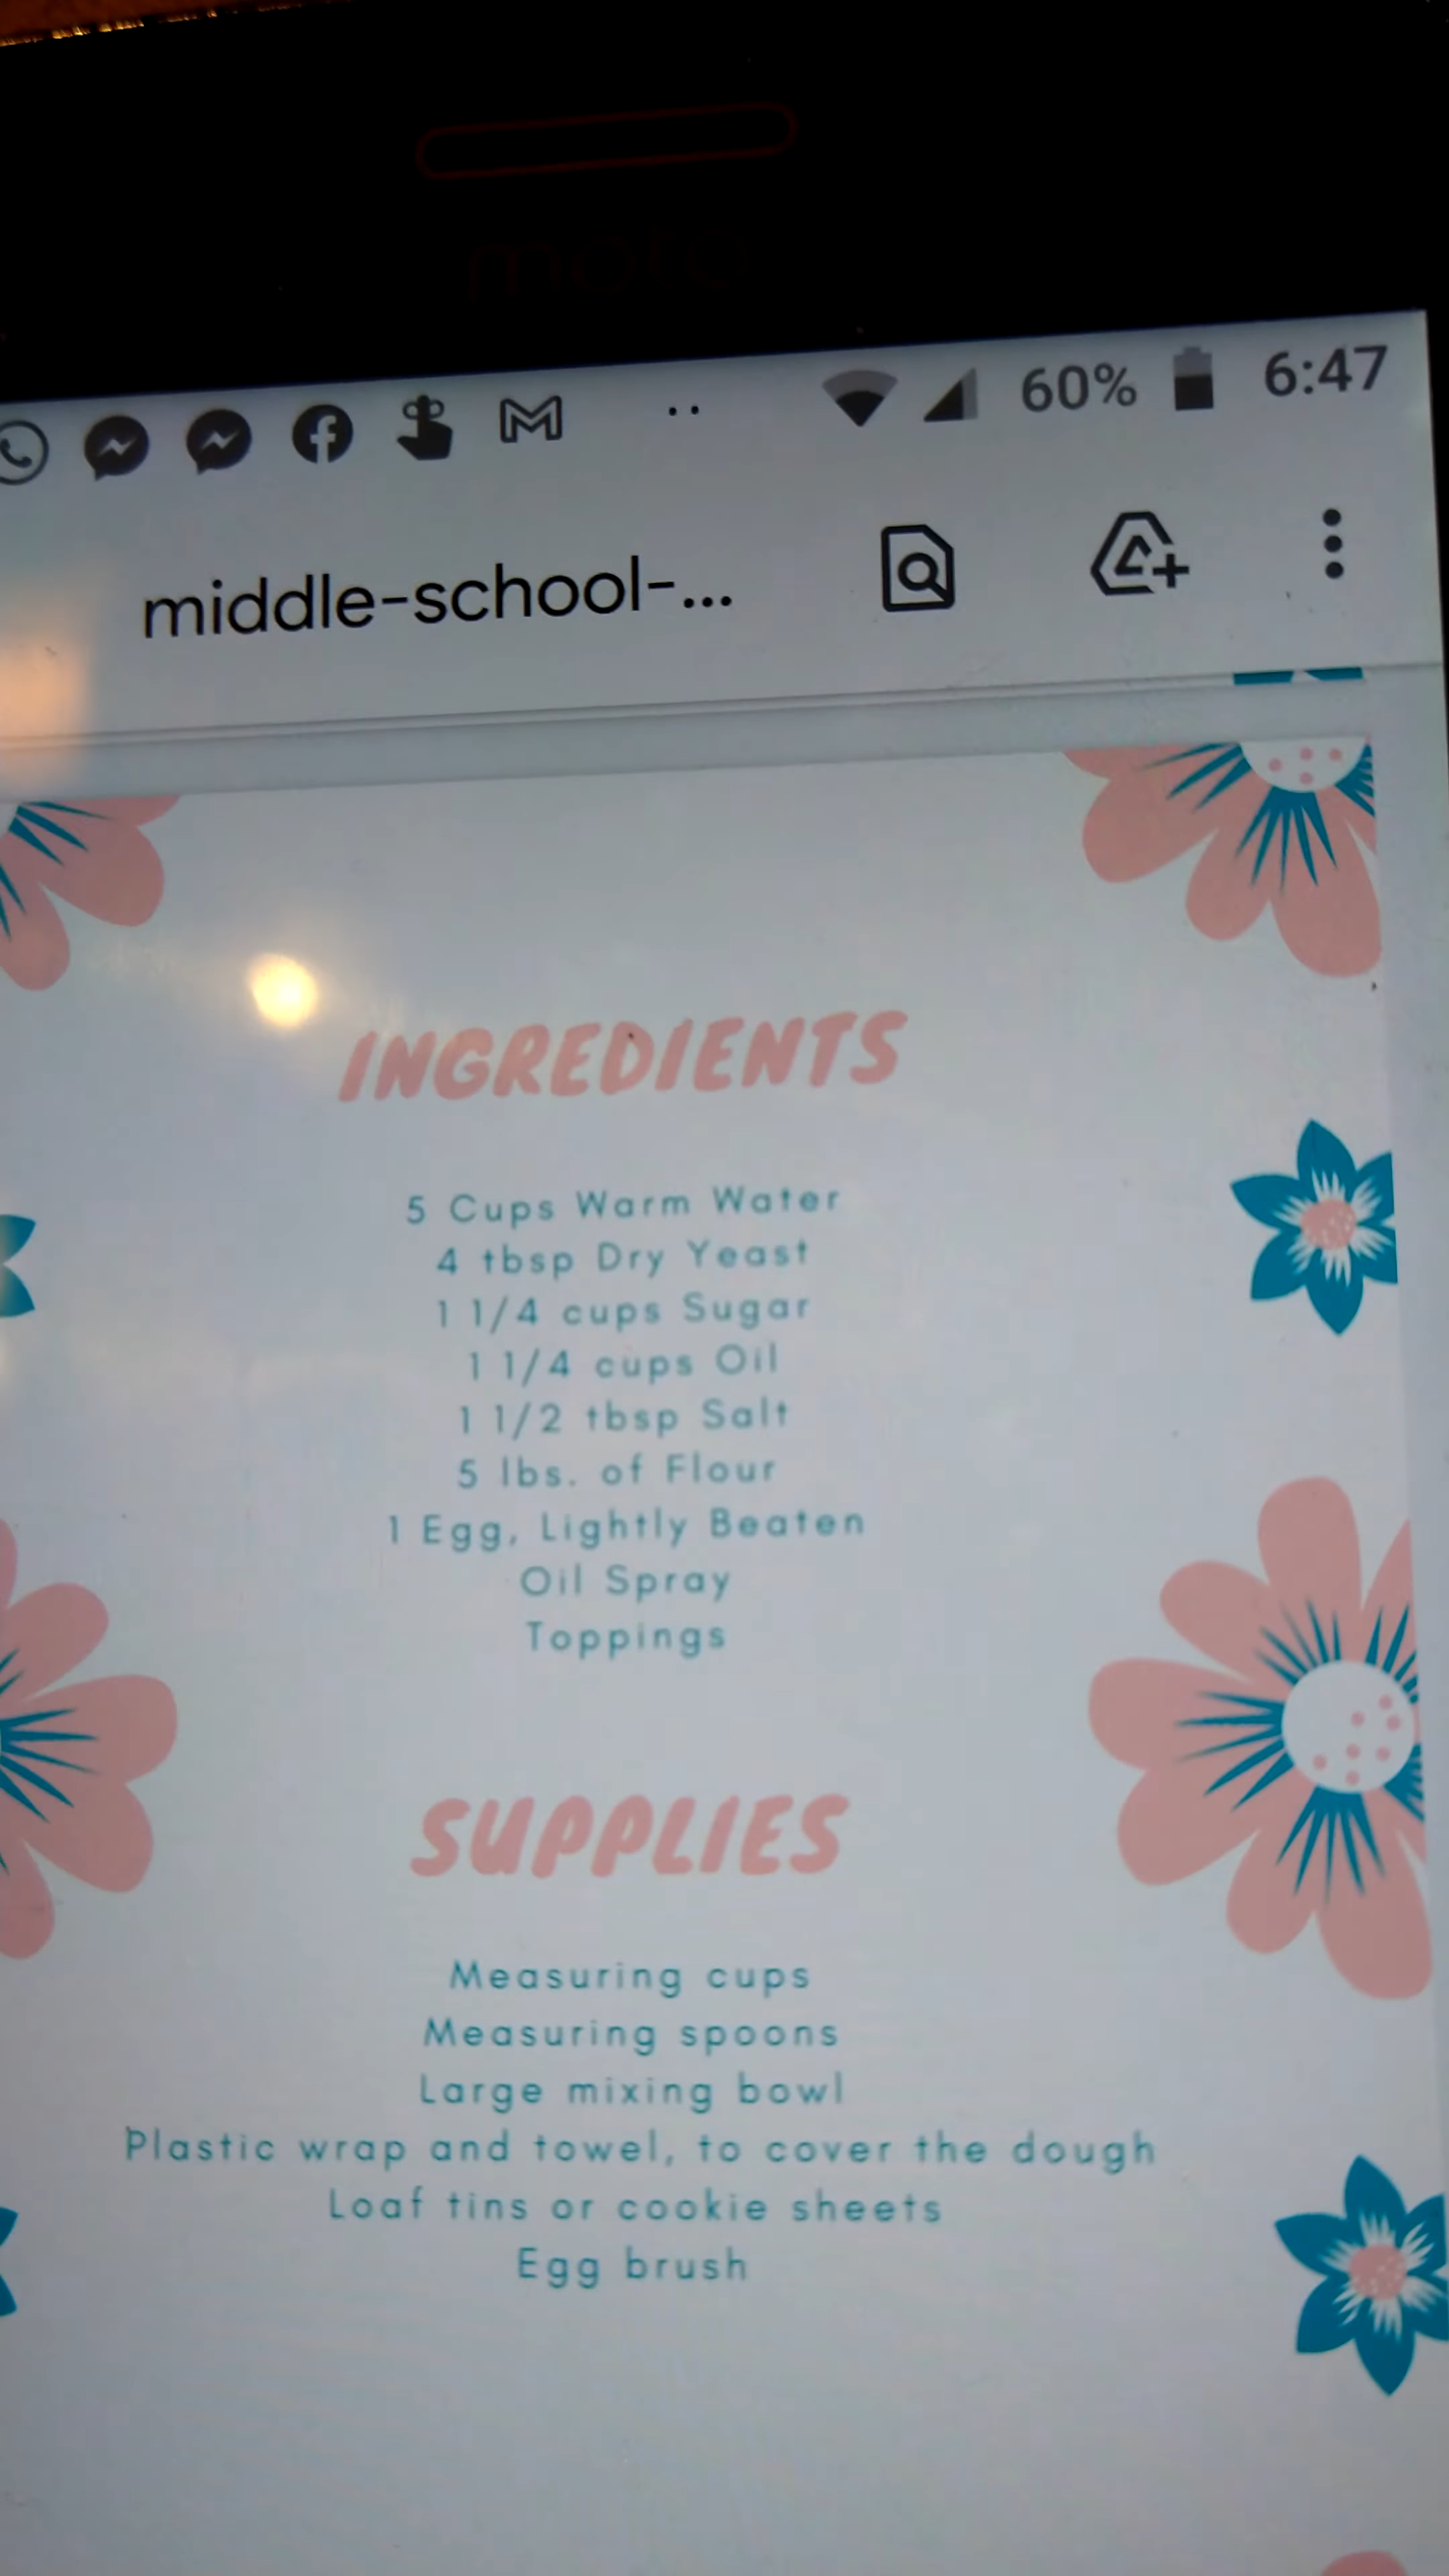 moto
60% 6:47
middle-school-...
INGREDIENTS
5 Cups Warm Water
4 tbsp Dry Yeast
1 1/4 cups Sugar
1 1/4 cups Oil
1 1/2 tbsp Salt
5 lbs. of Flour
1 Egg, Lightly Beaten
Oil Spray
Toppings
SUPPLIES
Measuring cups
Measuring spoons
Large mixing bowl
Plastic wrap and towel, to cover the dough
Loaf tins or cookie sheets
Egg brush